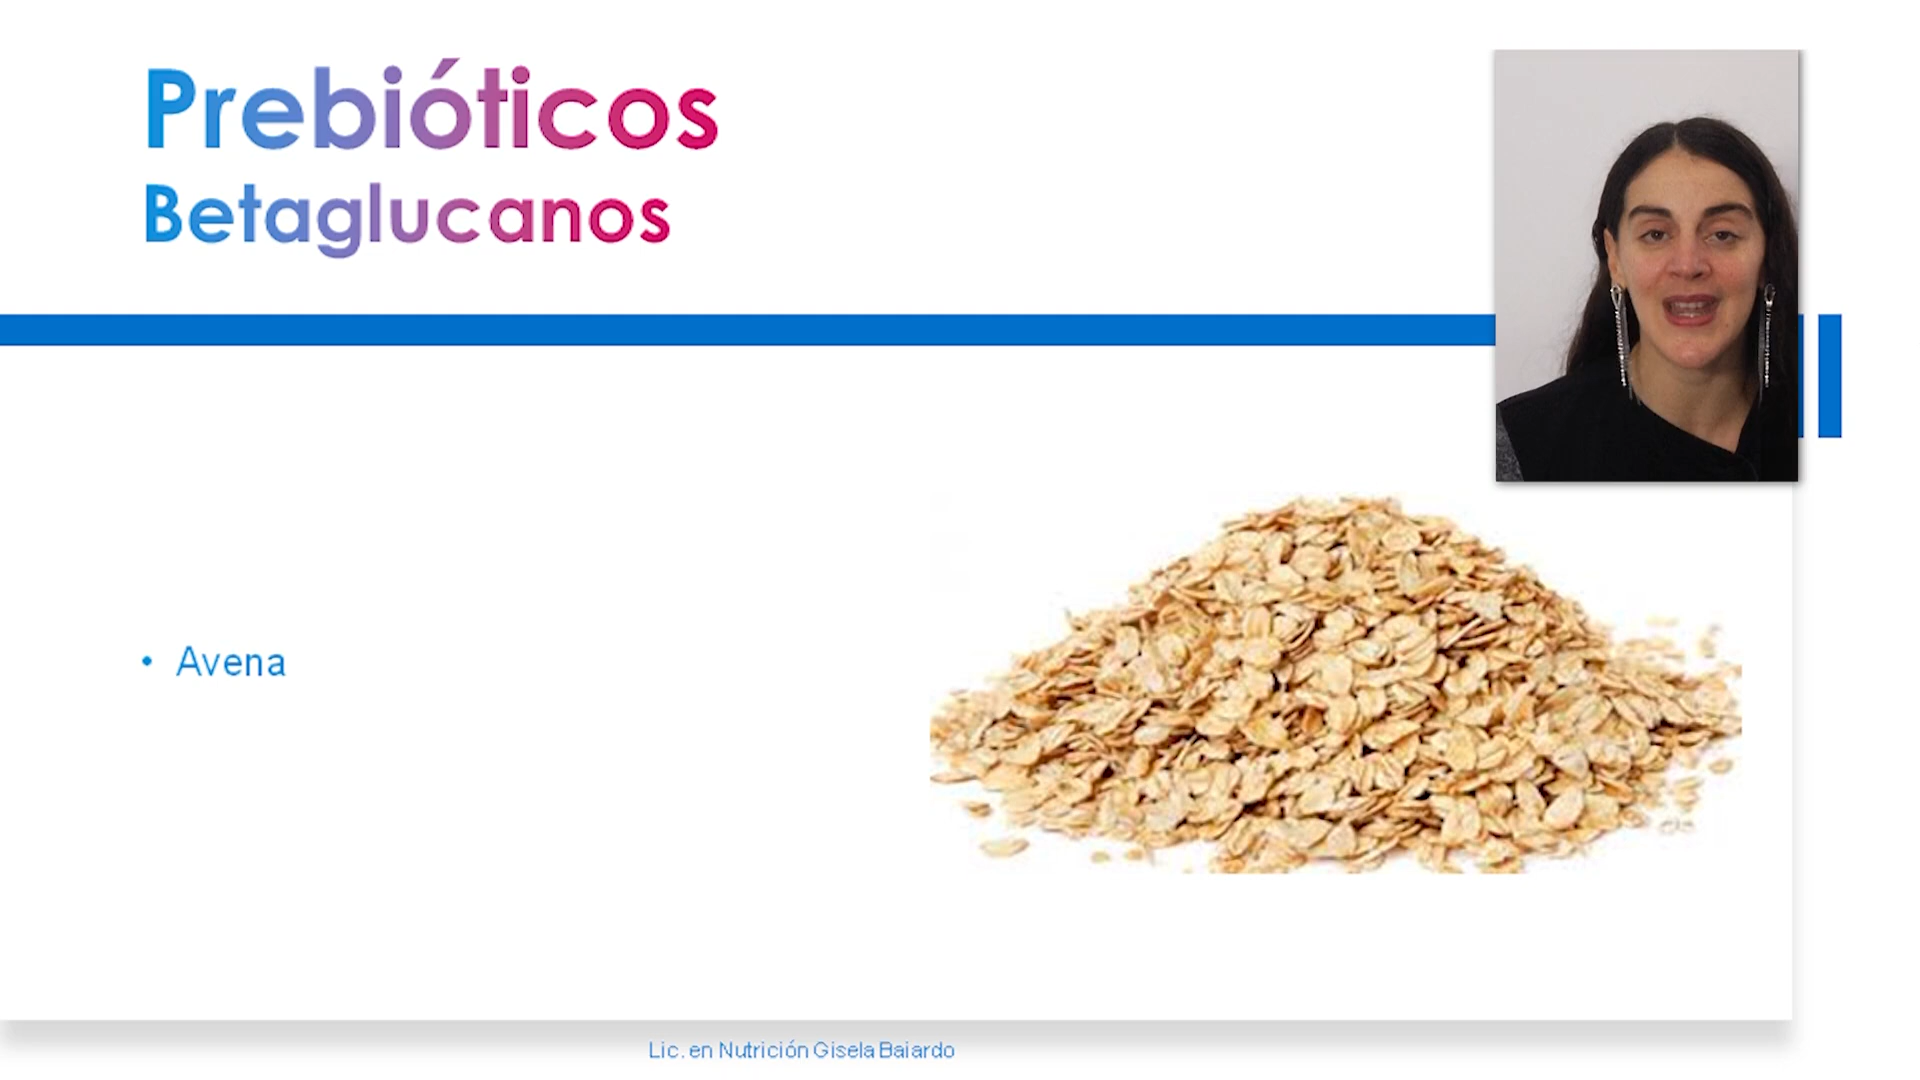 Prebióticos
Betaglucanos
• Avena
Lic. en Nutrición Gisela Baiardo